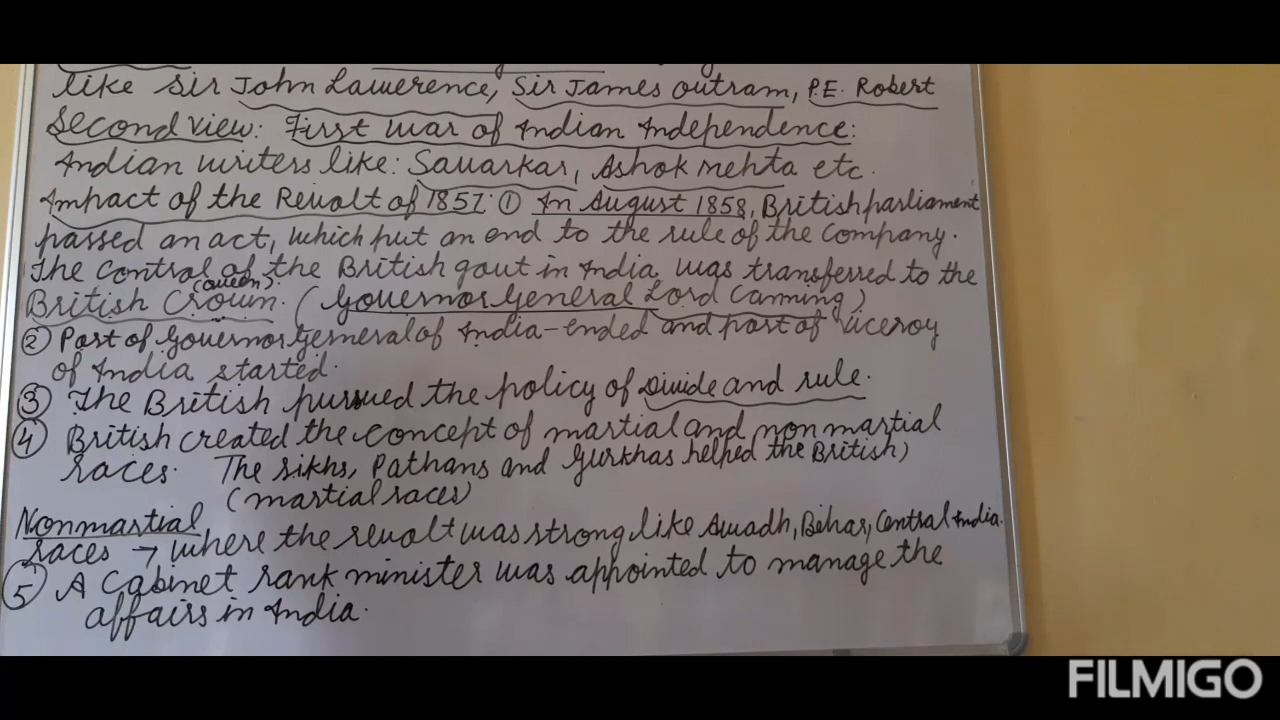 like sir John Lawerence, Sir James outram, P.E. Robert
Second view: First war of Indian Independence:
Indian writers like: Savarkar, Ashok mehta etc.
Impact of the Revolt of 1857: ① In August 1858, British parliament
passed an act, which put an end to the rule of the company.
The control of the British govt in India was transferred to the
(Queen)
British Crown. (Governor General Lord Canning)
② Post of Governor General of India-ended and post of viceroy
of India started.
③ The British pursued the policy of Divide and rule.
④ British created the concept of martial and non martial
races. The sikhs, Pathans and Gurkhas helped the British)
(martial races)
Nonmartial
races → where the revolt was strong like Awadh, Bihar, Central India.
⑤ A Cabinet rank minister was appointed to manage the
affairs in India.
FILMIGO